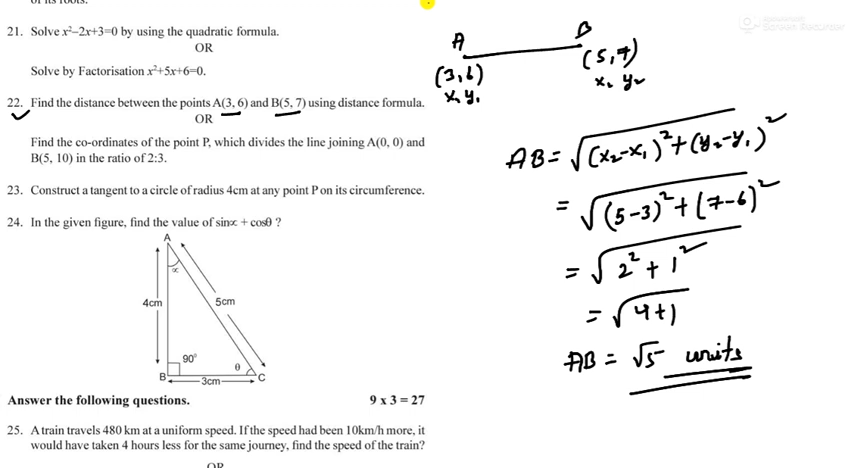 21. Solve x²–2x+3=0 by using the quadratic formula.
OR
Solve by Factorisation x²+5x+6=0.
22. Find the distance between the points A(3, 6) and B(5, 7) using distance formula.
OR
Find the co-ordinates of the point P, which divides the line joining A(0, 0) and
B(5, 10) in the ratio of 2:3.
23. Construct a tangent to a circle of radius 4cm at any point P on its circumference.
24. In the given figure, find the value of sin∝ + cosθ ?
A
∝
4cm
5cm
90°
θ
B
3cm
C
Answer the following questions. 9 x 3 = 27
25. A train travels 480 km at a uniform speed. If the speed had been 10km/h more, it
would have taken 4 hours less for the same journey, find the speed of the train?
OR
A B
(3,6) (5,7)
x₁ y₁ x₂ y₂
AB = √(x₂-x₁)²+(y₂-y₁)²
= √(5-3)²+(7-6)²
= √2²+1²
= √4+1
AB = √5 units
Screen Recorder